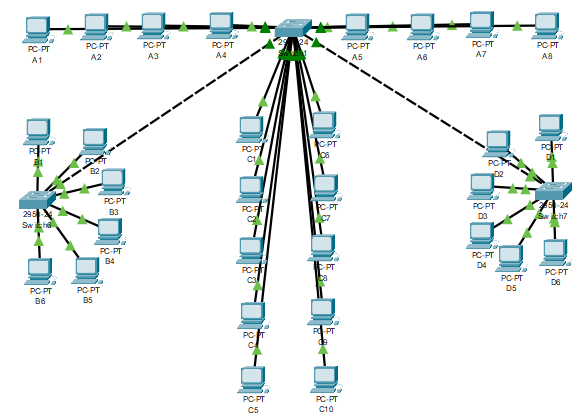 PC-PT
A1
PC-PT
A2
PC-PT
A3
PC-PT
A4
PC-PT
A5
PC-PT
A6
PC-PT
A7
PC-PT
A8
PC-PT
B1
PC-PT
B2
PC-PT
B3
PC-PT
B4
PC-PT
B5
PC-PT
B6
2950-24
Switch3
PC-PT
C1
PC-PT
C2
PC-PT
C3
PC-PT
PC-PT
C5
PC-PT
C6
PC-PT
C7
PC-PT
C8
PC-PT
C9
PC-PT
C10
PC-PT
D1
PC-PT
D2
PC-PT
D3
PC-PT
D4
PC-PT
D5
PC-PT
D6
2950-24
Switch7